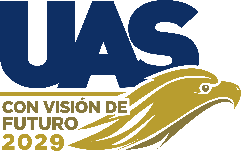 UAS
CON VISIÓN DE
FUTURO
2029